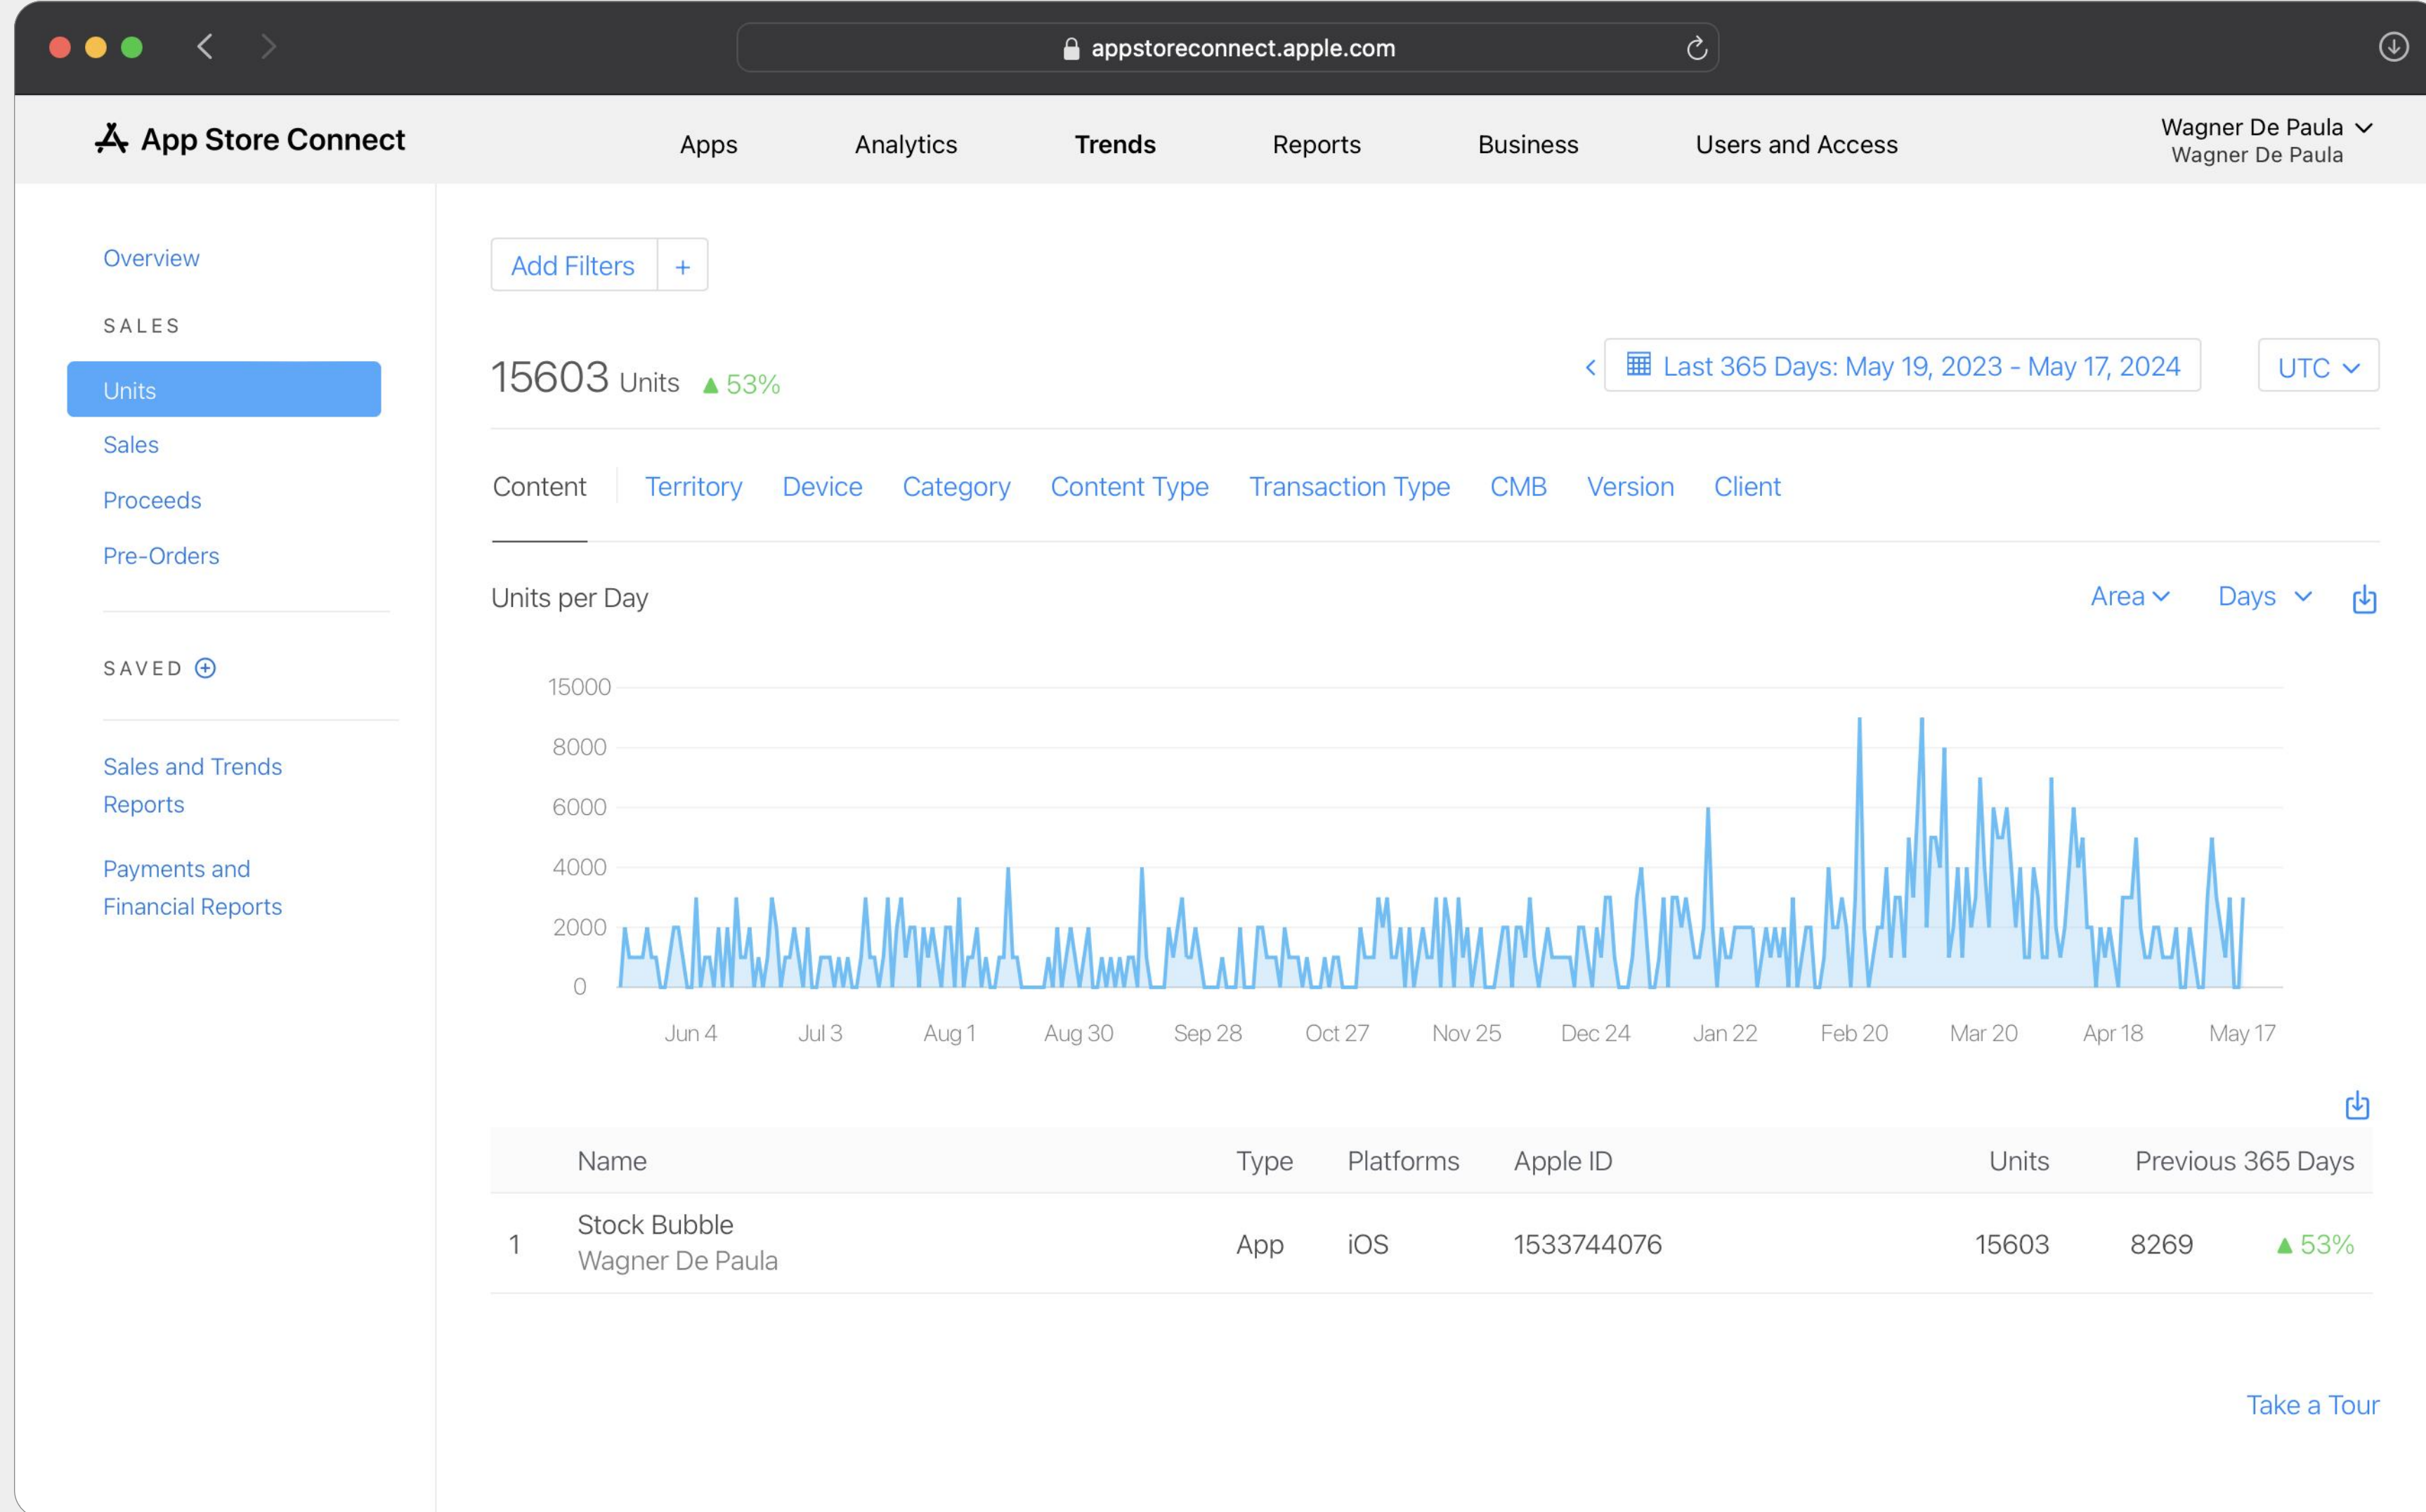 appstoreconnect.apple.com
App Store Connect
Apps
Analytics
Trends
Reports
Business
Users and Access
Wagner De Paula
Wagner De Paula
Overview
SALES
Units
Sales
Proceeds
Pre-Orders
SAVED
Sales and Trends
Reports
Payments and
Financial Reports
Add Filters +
15603 Units ▲ 53%
< Last 365 Days: May 19, 2023 - May 17, 2024
UTC
Content Territory Device Category Content Type Transaction Type CMB Version Client
Units per Day
Area Days
15000
8000
6000
4000
2000
0
Jun 4 Jul 3 Aug 1 Aug 30 Sep 28 Oct 27 Nov 25 Dec 24 Jan 22 Feb 20 Mar 20 Apr 18 May 17
Name Type Platforms Apple ID Units Previous 365 Days
1 Stock Bubble App iOS 1533744076 15603 8269 ▲ 53%
Wagner De Paula
Take a Tour